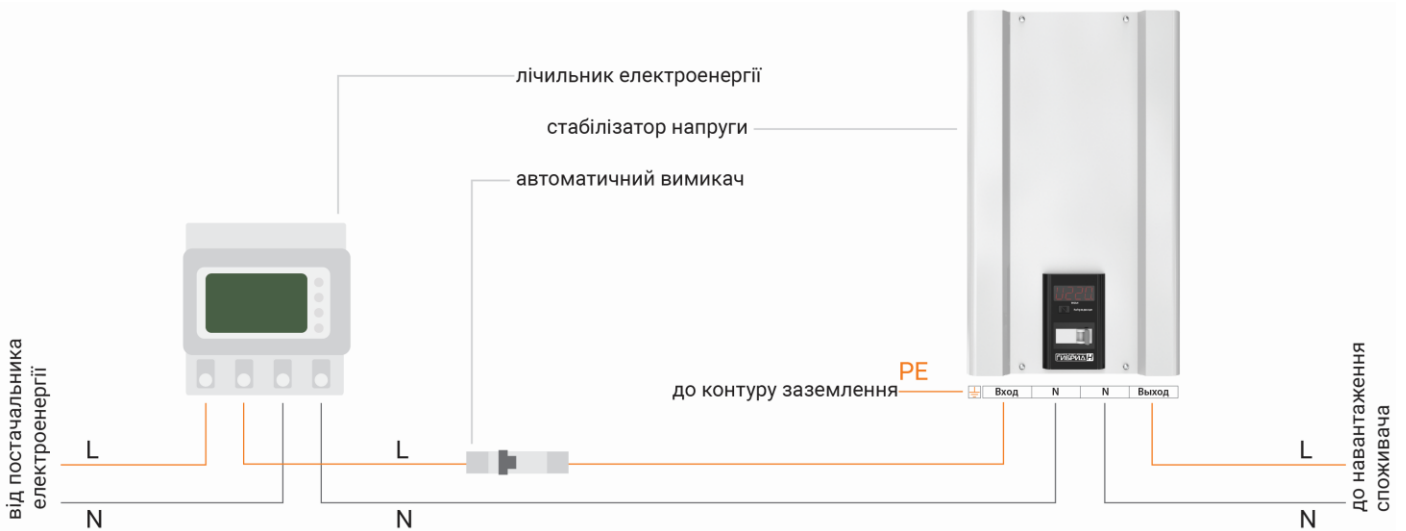 лічильник електроенергії
стабілізатор напруги
автоматичний вимикач
0220
ГИБРИД Н
PE
до контуру заземлення
Вход
N
N
Выход
від постачальника
електроенергії
L
N
L
N
L
N
до навантаження
споживача